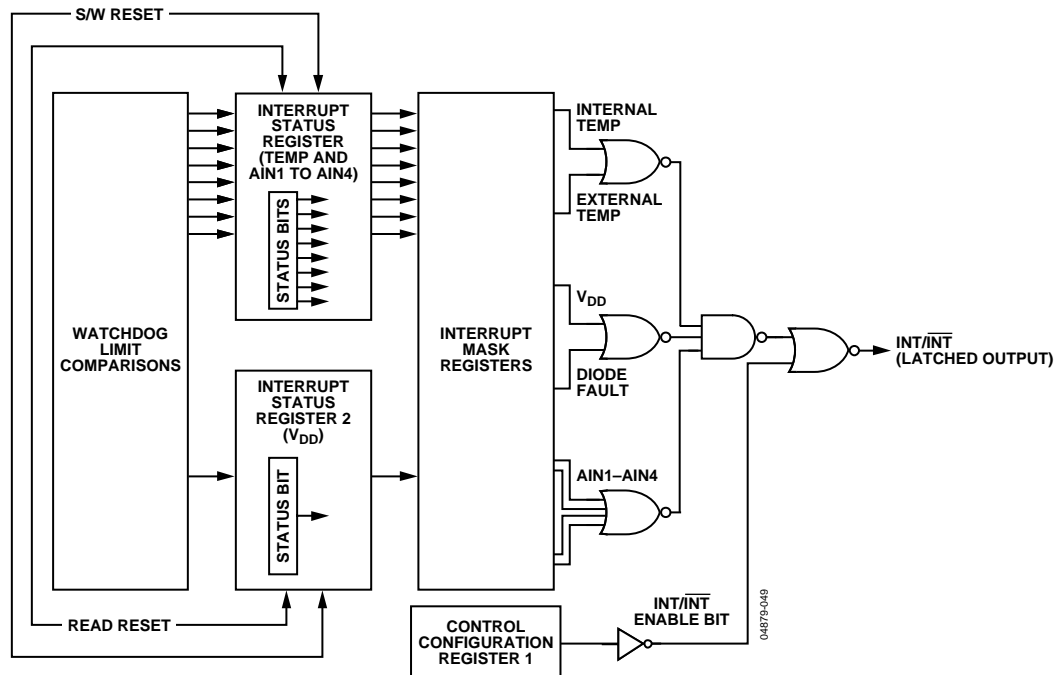 S/W RESET
INTERRUPT
STATUS
REGISTER
(TEMP AND
AIN1 TO AIN4)
STATUS BITS
WATCHDOG
LIMIT
COMPARISONS
INTERRUPT
STATUS
REGISTER 2
(VDD)
STATUS BIT
READ RESET
INTERRUPT
MASK
REGISTERS
INTERNAL
TEMP
EXTERNAL
TEMP
VDD
DIODE
FAULT
AIN1–AIN4
INT/INT
(LATCHED OUTPUT)
INT/INT
ENABLE BIT
CONTROL
CONFIGURATION
REGISTER 1
04879-049